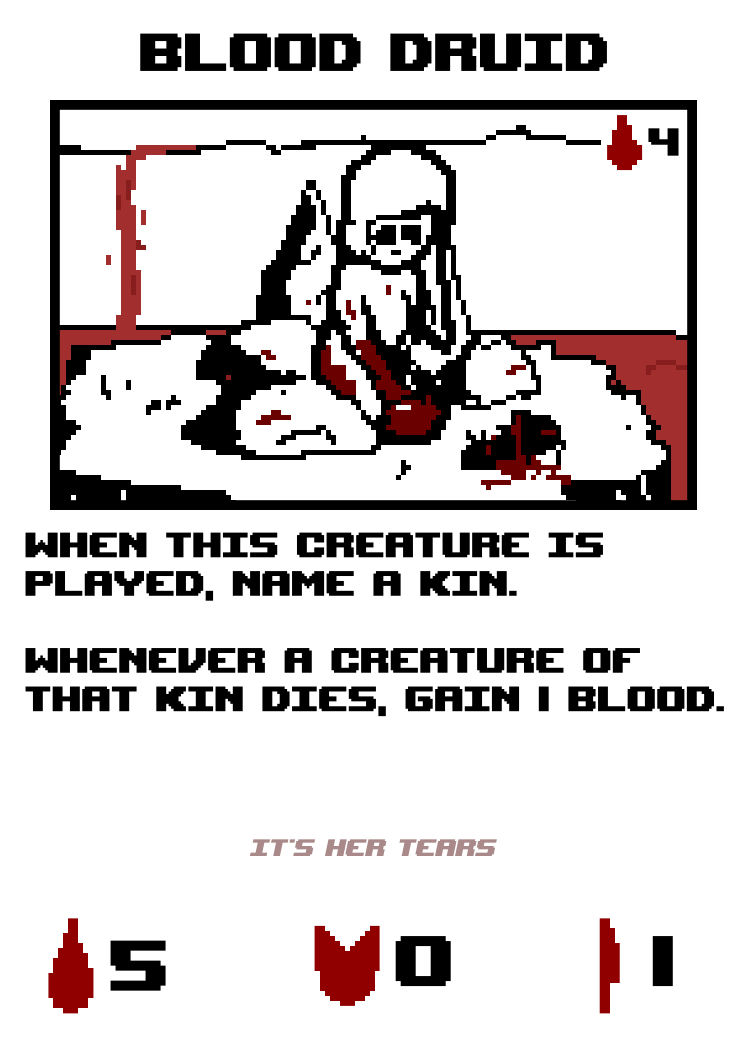 BLOOD DRUID
4
WHEN THIS CREATURE IS
PLAYED, NAME A KIN.
WHENEVER A CREATURE OF
THAT KIN DIES, GAIN 1 BLOOD.
IT'S HER TEARS
5 0 1